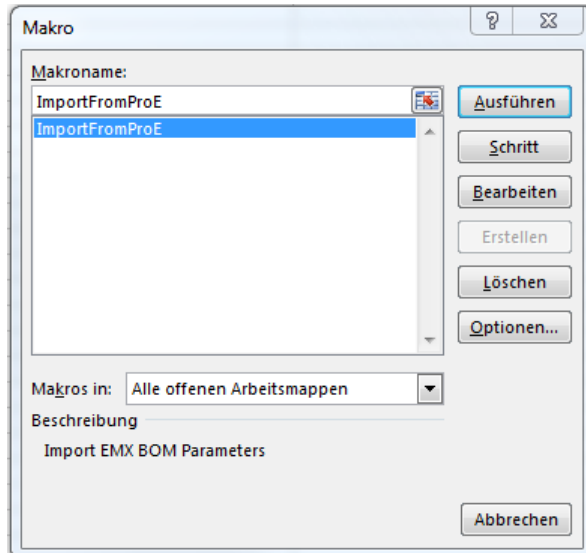 Makro
Makroname:
ImportFromProE
ImportFromProE
Ausführen
Schritt
Bearbeiten
Erstellen
Löschen
Optionen...
Makros in: Alle offenen Arbeitsmappen
Beschreibung
Import EMX BOM Parameters
Abbrechen